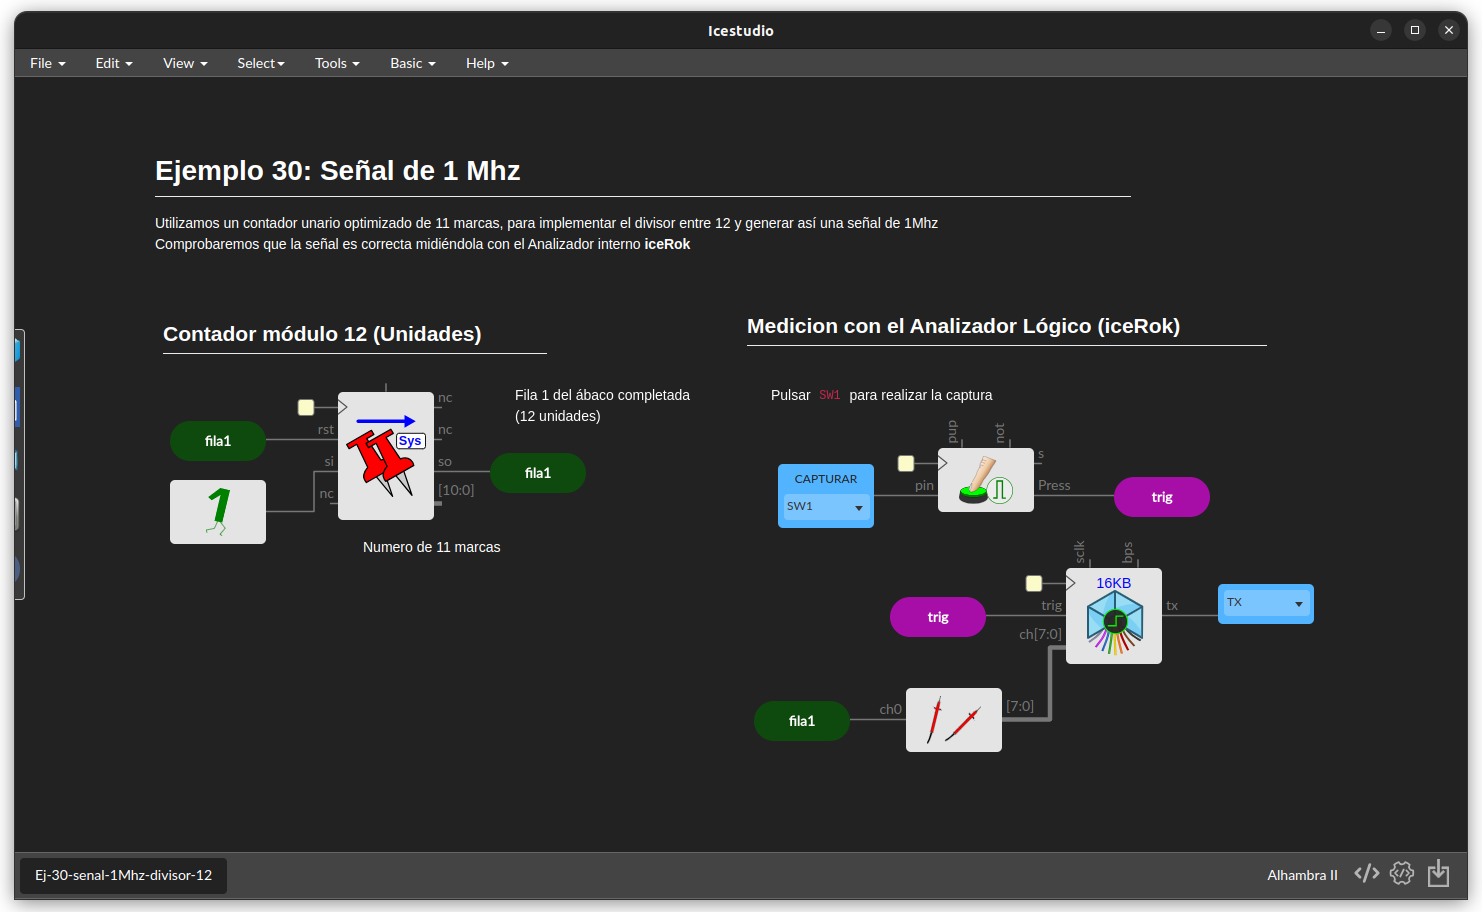 Icestudio
File Edit View Select Tools Basic Help
Ejemplo 30: Señal de 1 Mhz
Utilizamos un contador unario optimizado de 11 marcas, para implementar el divisor entre 12 y generar así una señal de 1Mhz
Comprobaremos que la señal es correcta midiéndola con el Analizador interno iceRok
Contador módulo 12 (Unidades)
nc
rst
nc
Sys
si
so
nc
[10:0]
fila1
fila1
1
Fila 1 del ábaco completada
(12 unidades)
Numero de 11 marcas
Medicion con el Analizador Lógico (iceRok)
Pulsar SW1 para realizar la captura
pup
not
s
CAPTURAR
SW1
pin
Press
trig
sclk
bps
16KB
trig
trig
tx
TX
ch[7:0]
fila1
ch0
[7:0]
Ej-30-senal-1Mhz-divisor-12
Alhambra II